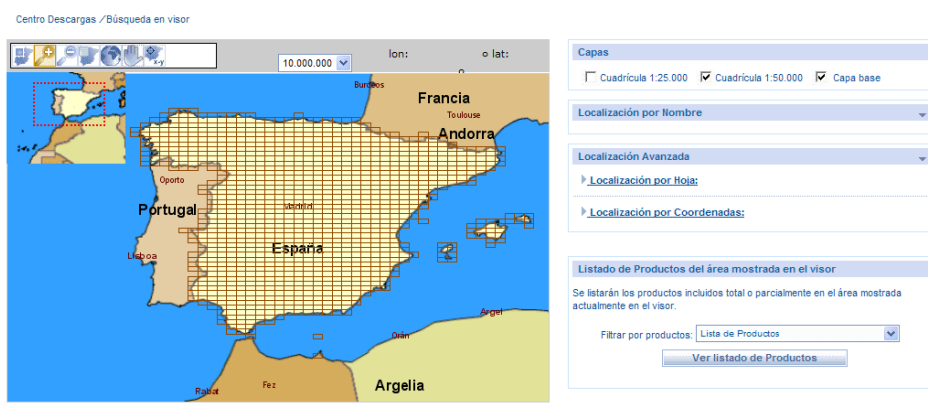 Centro Descargas /Búsqueda en visor
10.000.000
lon:
o lat:
o
x-y
Burdeos
Francia
Toulouse
Andorra
Oporto
Portugal
Madrid
España
Lisboa
Argel
Orán
Rabat
Fez
Argelia
Capas
Cuadrícula 1:25.000
Cuadrícula 1:50.000
Capa base
Localización por Nombre
Localización Avanzada
Localización por Hoja:
Localización por Coordenadas:
Listado de Productos del área mostrada en el visor
Se listarán los productos incluidos total o parcialmente en el área mostrada
actualmente en el visor.
Filtrar por productos: Lista de Productos
Ver listado de Productos